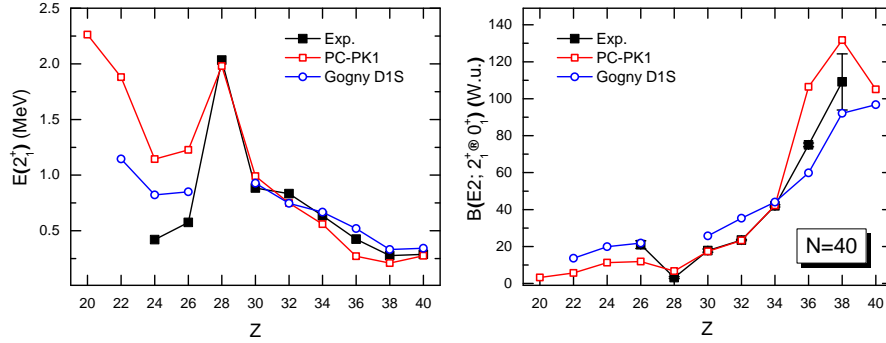 2.5
2.0
1.5
1.0
0.5
E(2₁⁺) (MeV)
Exp.
PC-PK1
Gogny D1S
20 22 24 26 28 30 32 34 36 38 40
Z
140
120
100
80
60
40
20
0
B(E2; 2₁⁺® 0₁⁺) (W.u.)
Exp.
PC-PK1
Gogny D1S
N=40
20 22 24 26 28 30 32 34 36 38 40
Z